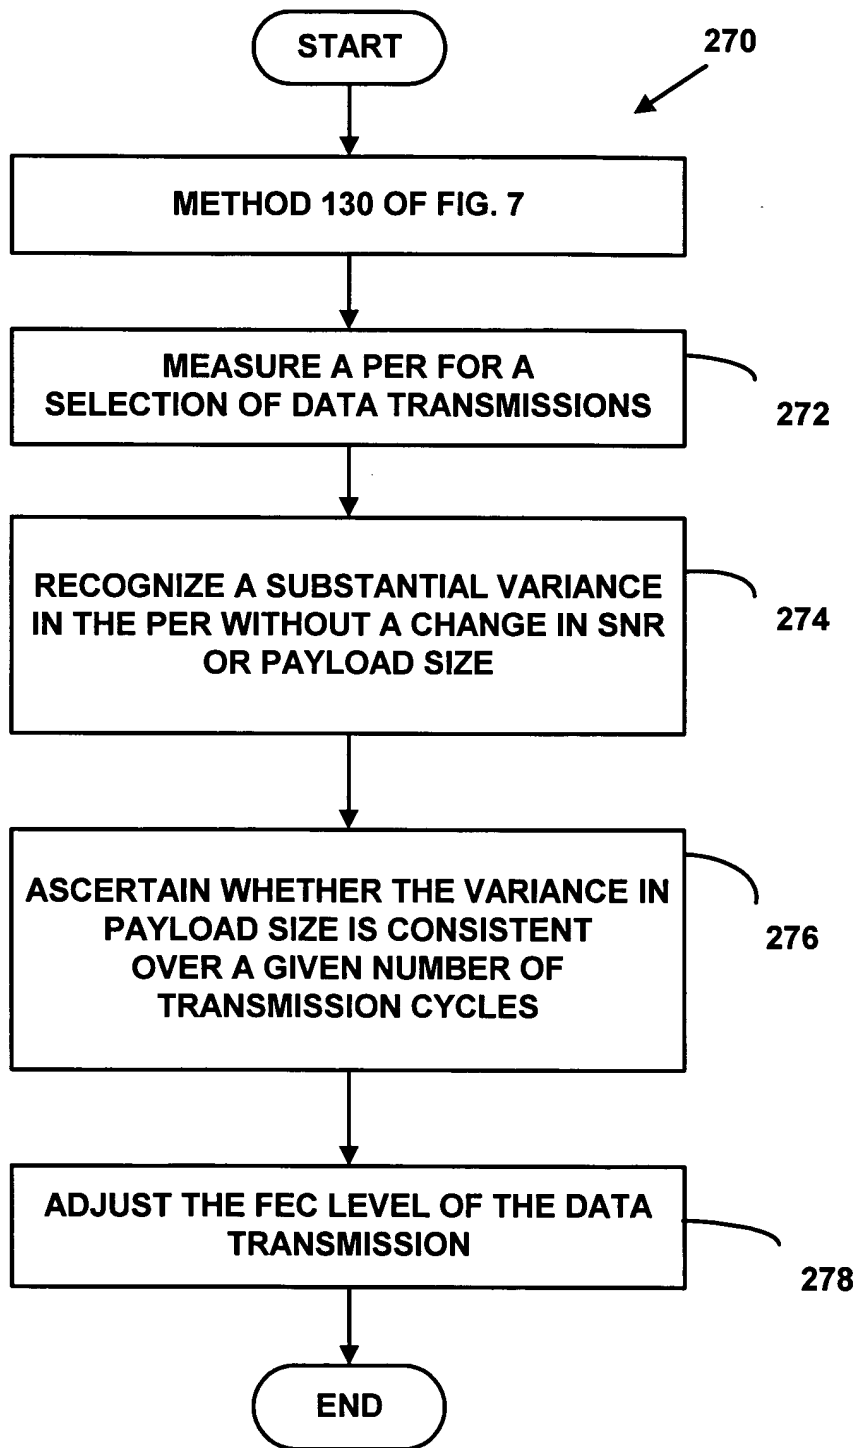 START
270
METHOD 130 OF FIG. 7
MEASURE A PER FOR A
SELECTION OF DATA TRANSMISSIONS
272
RECOGNIZE A SUBSTANTIAL VARIANCE
IN THE PER WITHOUT A CHANGE IN SNR
OR PAYLOAD SIZE
274
ASCERTAIN WHETHER THE VARIANCE IN
PAYLOAD SIZE IS CONSISTENT
OVER A GIVEN NUMBER OF
TRANSMISSION CYCLES
276
ADJUST THE FEC LEVEL OF THE DATA
TRANSMISSION
278
END